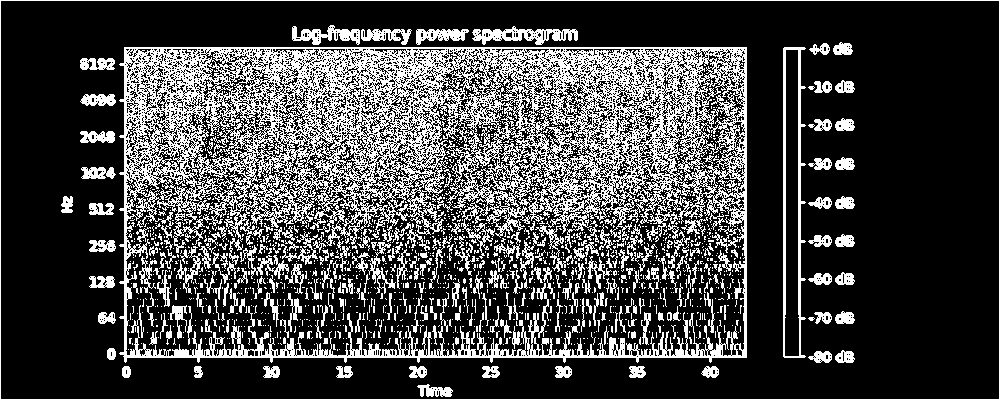 Log-frequency power spectrogram
8192
4096
2048
1024
512
256
128
64
0
Hz
0 5 10 15 20 25 30 35 40
Time
+0 dB
-10 dB
-20 dB
-30 dB
-40 dB
-50 dB
-60 dB
-70 dB
-80 dB